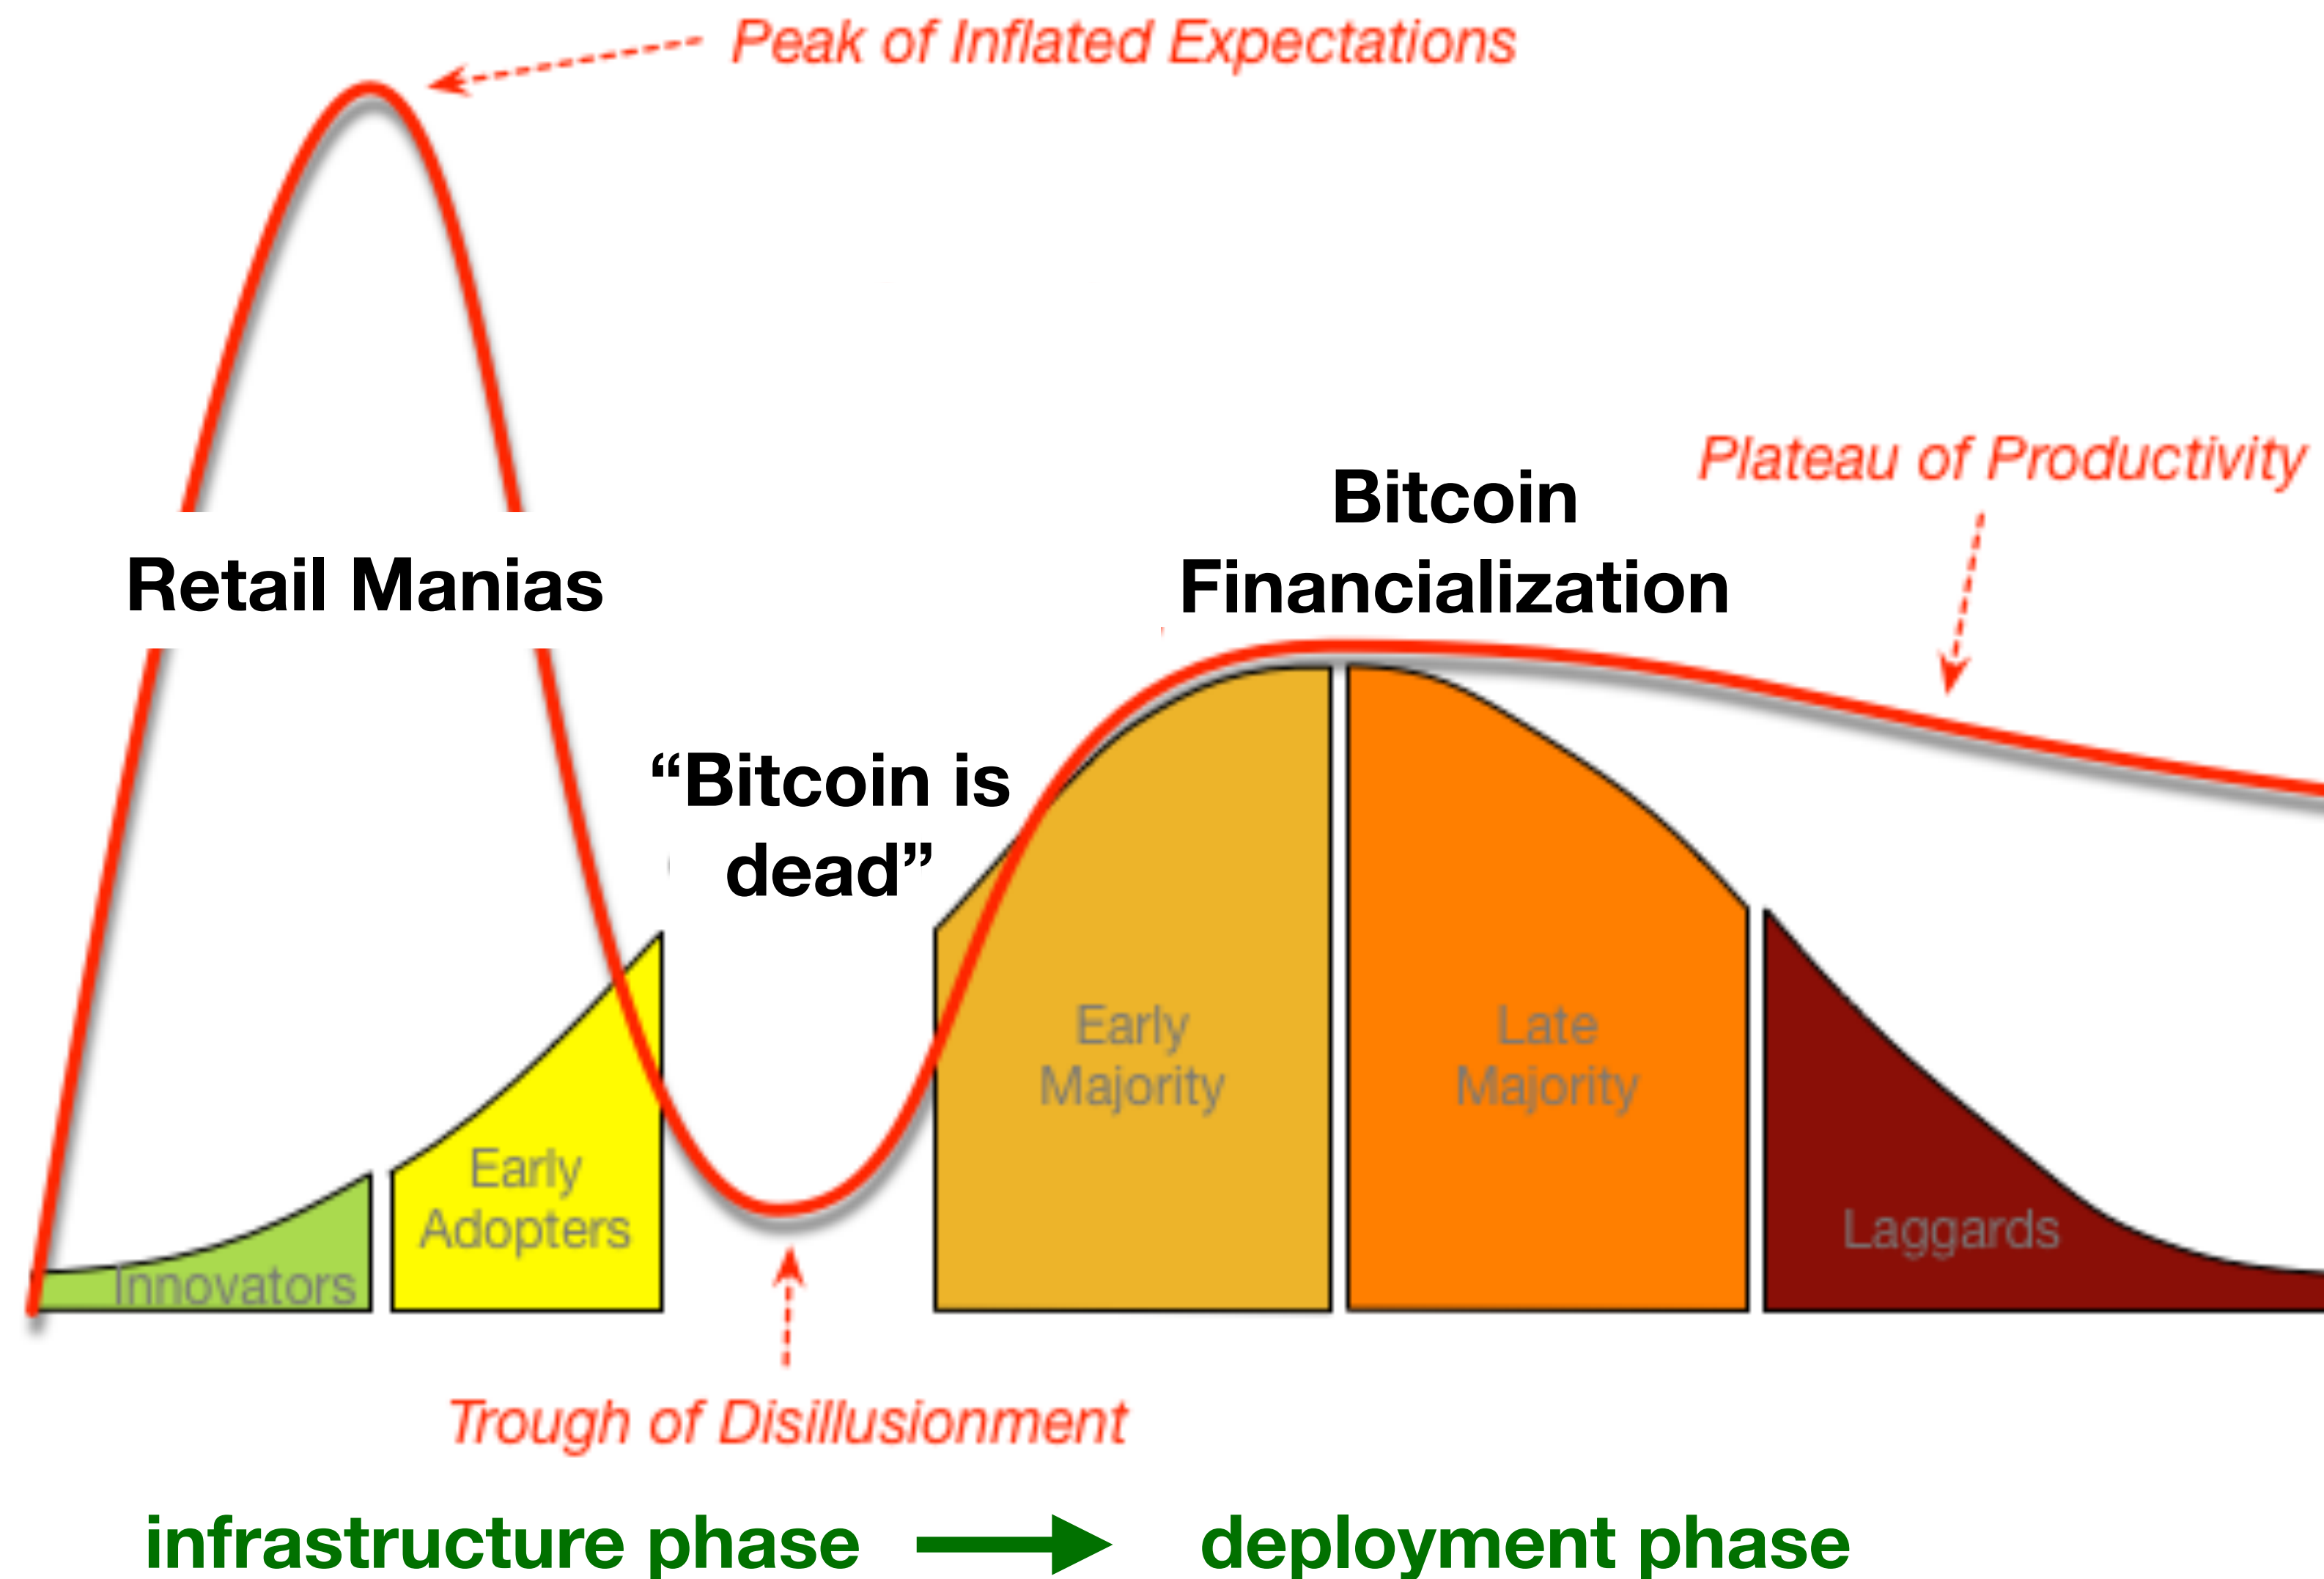 Peak of Inflated Expectations
Plateau of Productivity
Bitcoin
Financialization
Retail Manias
“Bitcoin is
dead”
Early
Majority
Late
Majority
Early
Adopters
Innovators
Laggards
Trough of Disillusionment
infrastructure phase
deployment phase